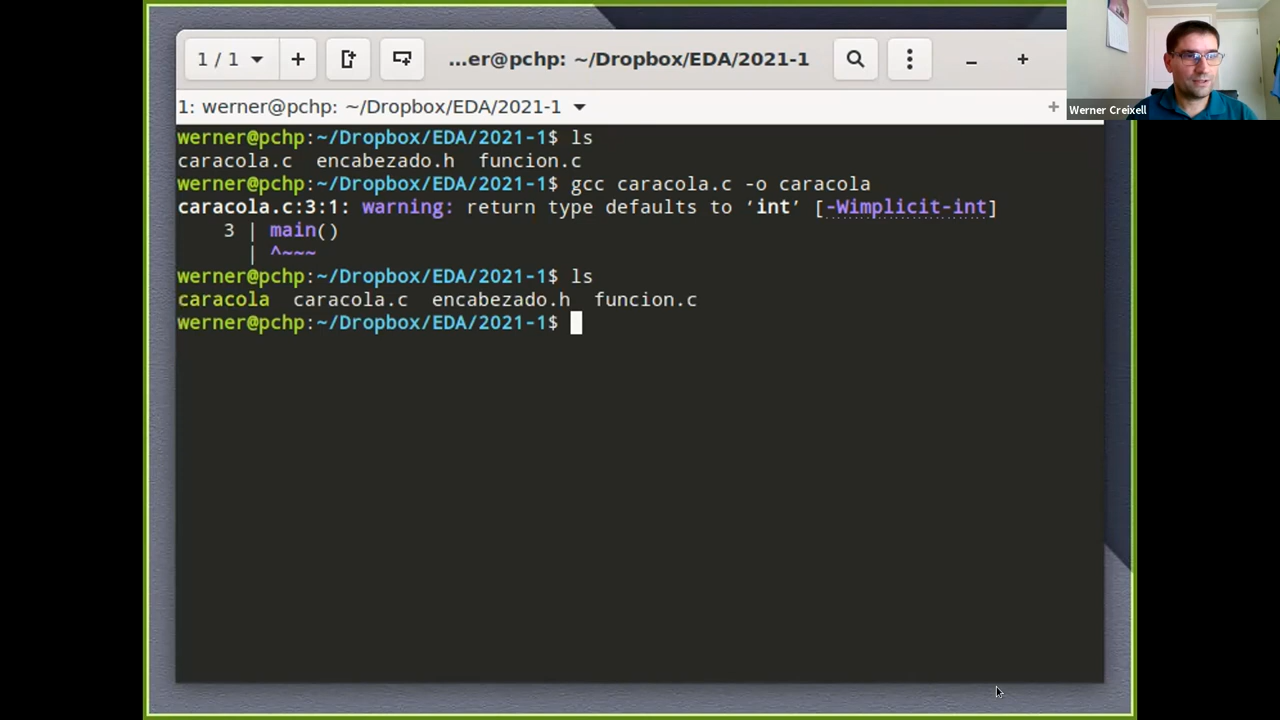 1 / 1
...er@pchp: ~/Dropbox/EDA/2021-1
1: werner@pchp: ~/Dropbox/EDA/2021-1
Werner Creixell
werner@pchp:~/Dropbox/EDA/2021-1$ ls
caracola.c  encabezado.h  funcion.c
werner@pchp:~/Dropbox/EDA/2021-1$ gcc caracola.c -o caracola
caracola.c:3:1: warning: return type defaults to ‘int’ [-Wimplicit-int]
    3 | main()
      | ^~~~
werner@pchp:~/Dropbox/EDA/2021-1$ ls
caracola  caracola.c  encabezado.h  funcion.c
werner@pchp:~/Dropbox/EDA/2021-1$